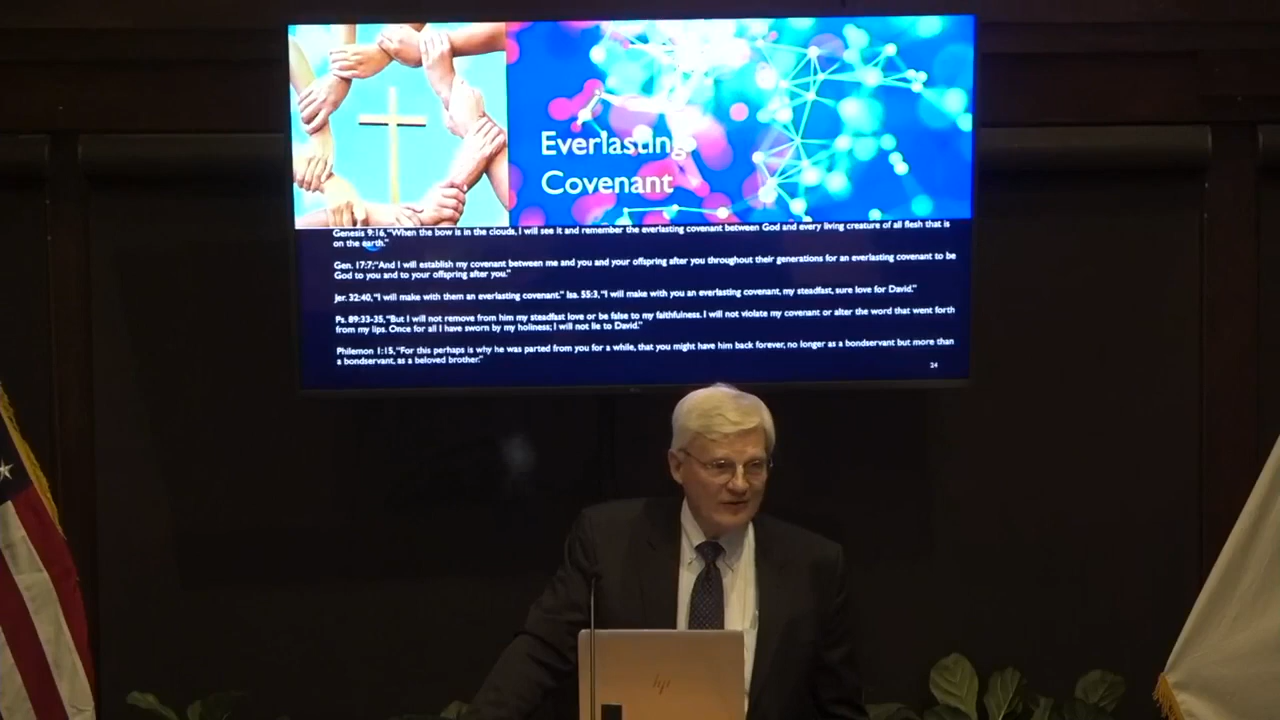 Everlasting
Covenant
Genesis 9:16, "When the bow is in the clouds, I will see it and remember the everlasting covenant between God and every living creature of all flesh that is
on the earth."
Gen. 17:7;"And I will establish my covenant between me and you and your offspring after you throughout their generations for an everlasting covenant to be
God to you and to your offspring after you."
Jer. 32:40, "I will make with them an everlasting covenant." Isa. 55:3, "I will make with you an everlasting covenant, my steadfast, sure love for David."
Ps. 89:33-35, "But I will not remove from him my steadfast love or be false to my faithfulness. I will not violate my covenant or alter the word that went forth
from my lips. Once for all I have sworn by my holiness; I will not lie to David."
Philemon 1:15, "For this perhaps is why he was parted from you for a while, that you might have him back forever, no longer as a bondservant but more than
a bondservant, as a beloved brother."
24
hp